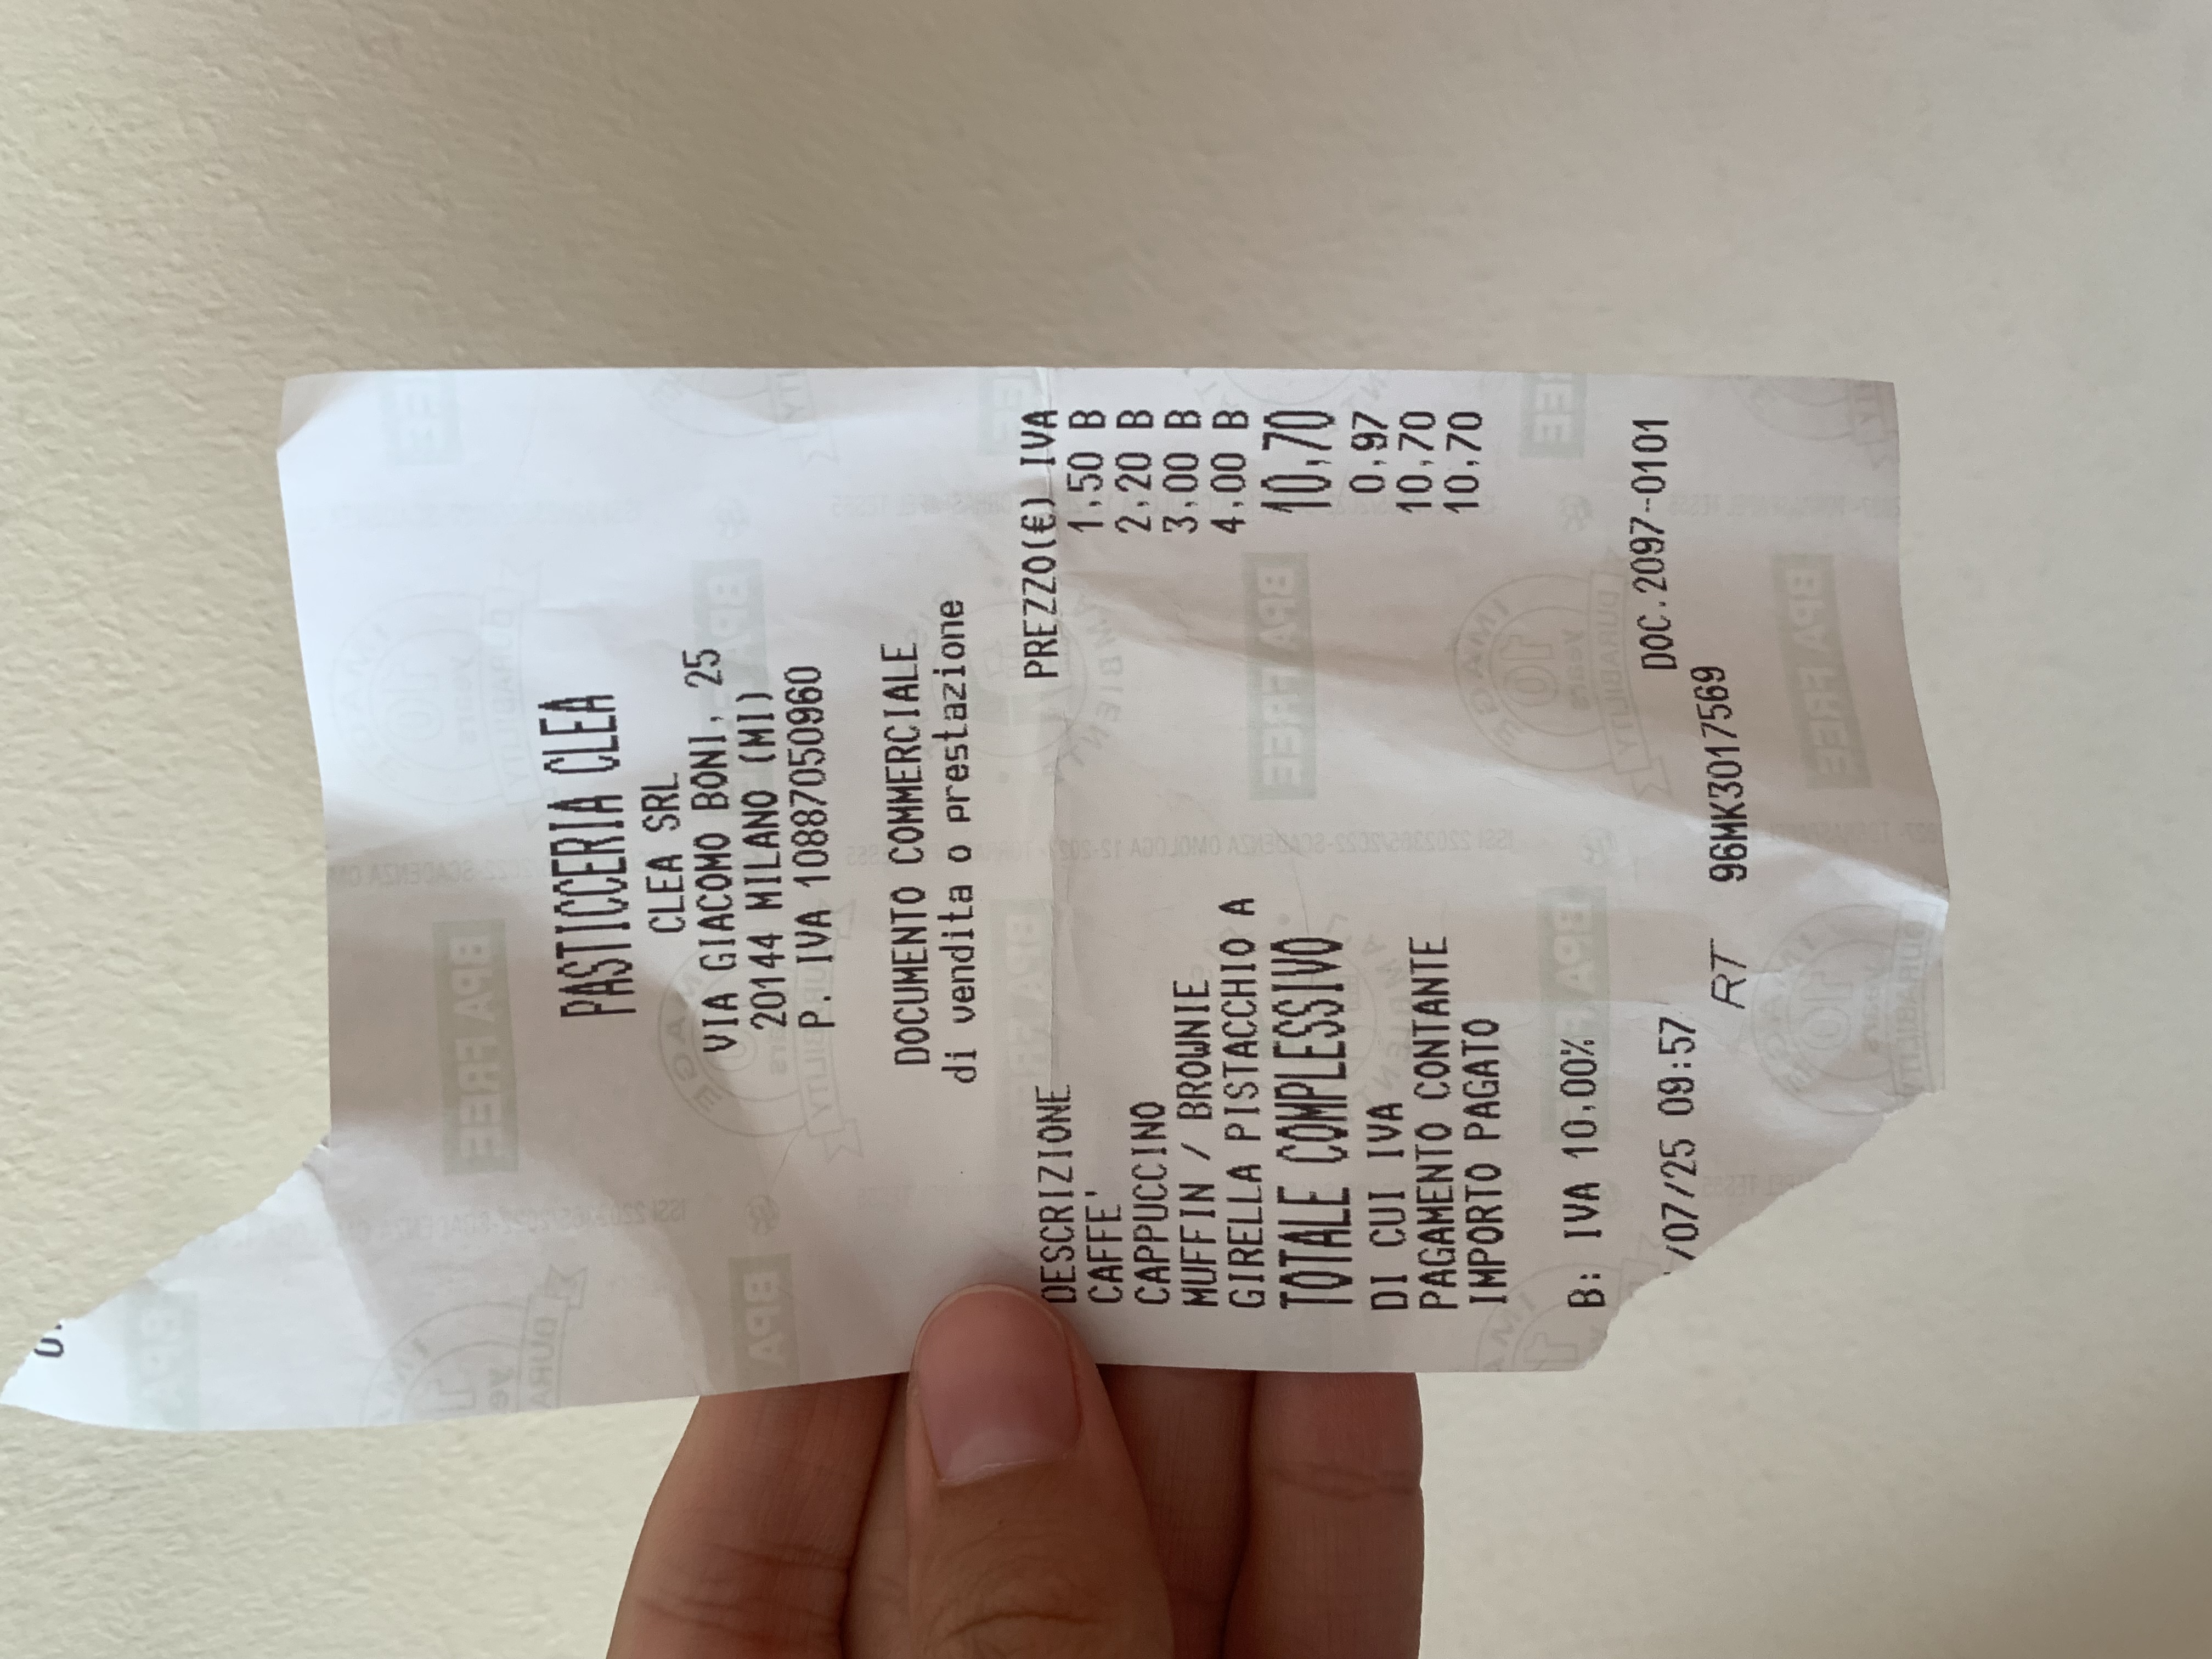 PASTICCERIA CLEA
CLEA SRL
VIA GIACOMO BONI, 25
20144 MILANO (MI)
P. IVA 10887050960
DOCUMENTO COMMERCIALE
di vendita o prestazione
DESCRIZIONE PREZZO(€) IVA
CAFFE' 1,50 B
CAPPUCCINO 2,20 B
MUFFIN / BROWNIE 3,00 B
GIRELLA PISTACCHIO A 4,00 B
TOTALE COMPLESSIVO 10,70
DI CUI IVA 0,97
PAGAMENTO CONTANTE 10,70
IMPORTO PAGATO 10,70
B: IVA 10,00%
/07/25 09:57 DOC.2097-0101
RT 96MK3017569